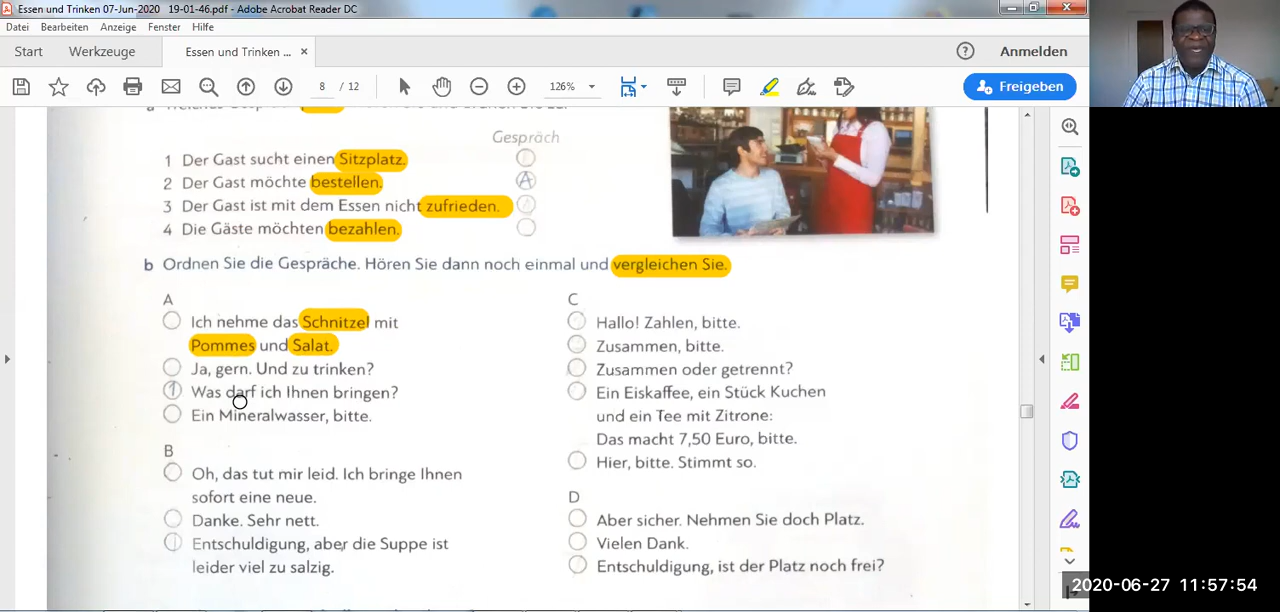 Essen und Trinken 07-Jun-2020 19-01-46.pdf - Adobe Acrobat Reader DC
Datei Bearbeiten Anzeige Fenster Hilfe
Start Werkzeuge Essen und Trinken ... × Anmelden
8 / 12 126% Freigeben
Gespräch
1 Der Gast sucht einen Sitzplatz.
2 Der Gast möchte bestellen. A
3 Der Gast ist mit dem Essen nicht zufrieden.
4 Die Gäste möchten bezahlen.
b Ordnen Sie die Gespräche. Hören Sie dann noch einmal und vergleichen Sie.
A
Ich nehme das Schnitzel mit
Pommes und Salat.
Ja, gern. Und zu trinken?
1 Was darf ich Ihnen bringen?
Ein Mineralwasser, bitte.
B
Oh, das tut mir leid. Ich bringe Ihnen
sofort eine neue.
Danke. Sehr nett.
1 Entschuldigung, aber die Suppe ist
leider viel zu salzig.
C
Hallo! Zahlen, bitte.
Zusammen, bitte.
Zusammen oder getrennt?
Ein Eiskaffee, ein Stück Kuchen
und ein Tee mit Zitrone:
Das macht 7,50 Euro, bitte.
Hier, bitte. Stimmt so.
D
Aber sicher. Nehmen Sie doch Platz.
Vielen Dank.
Entschuldigung, ist der Platz noch frei?
2020-06-27 11:57:54